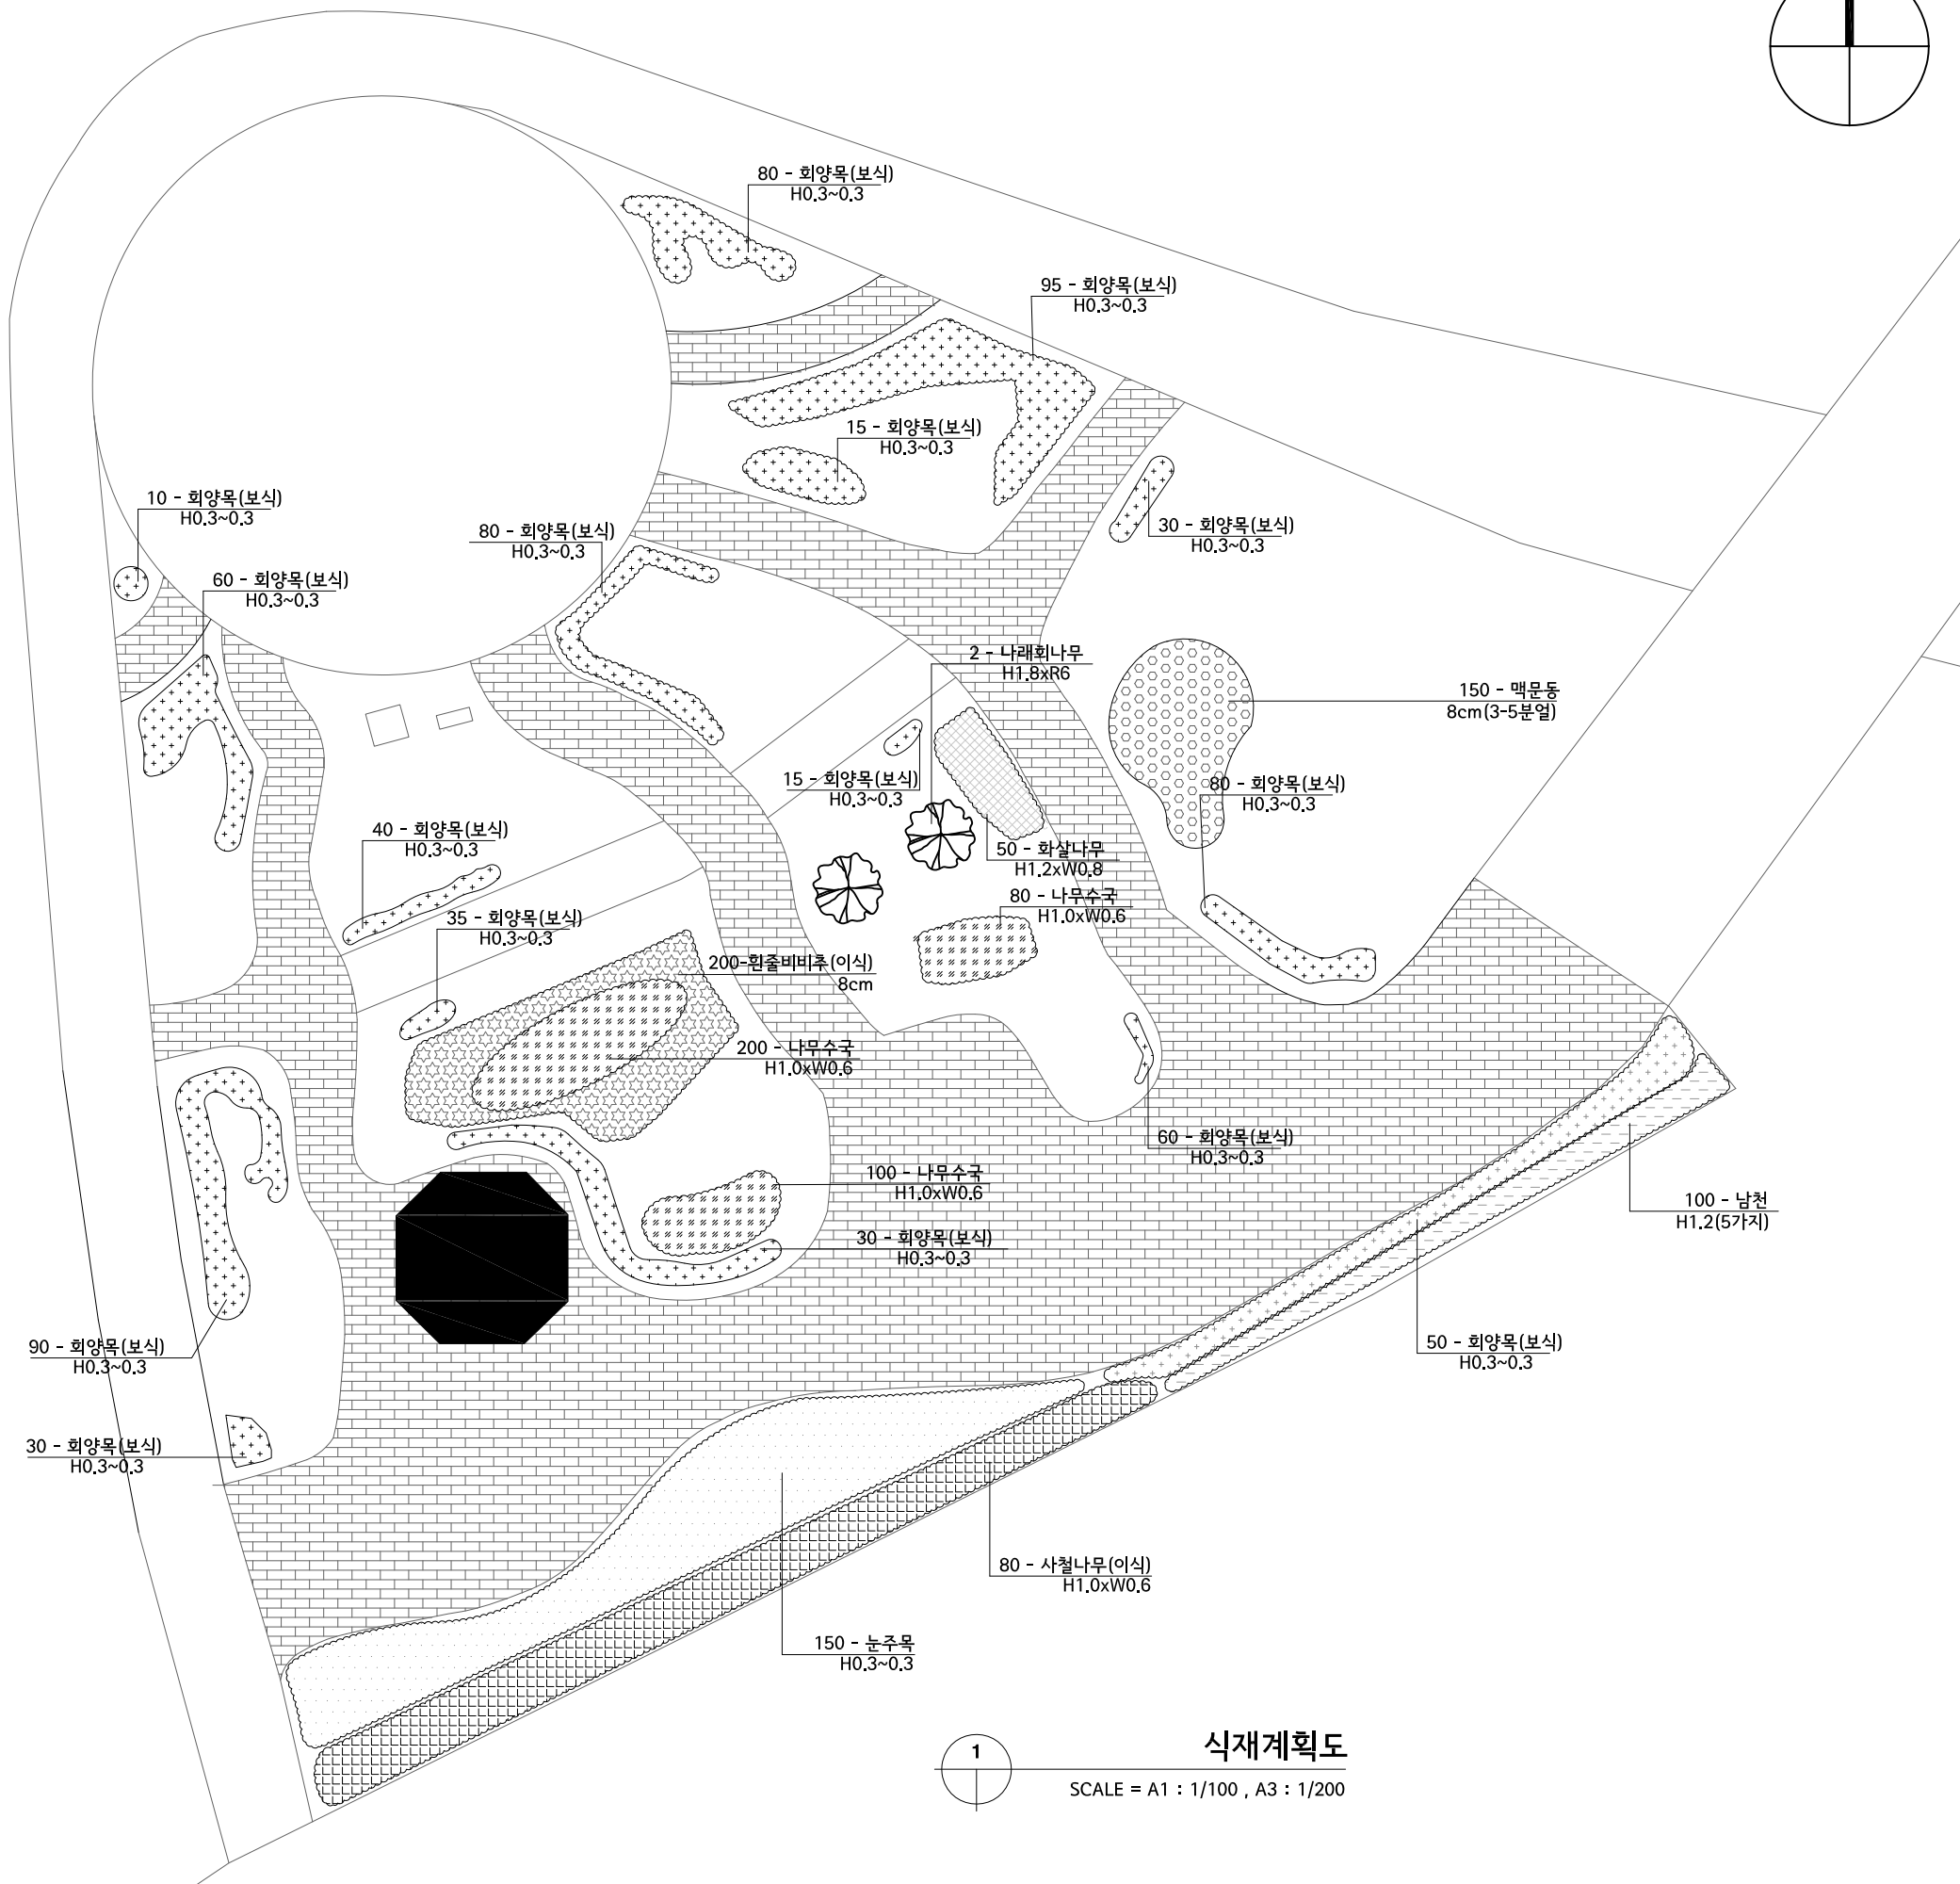 80 - 회양목(보식)
H0.3~0.3
95 - 회양목(보식)
H0.3~0.3
15 - 회양목(보식)
H0.3~0.3
10 - 회양목(보식)
H0.3~0.3
80 - 회양목(보식)
H0.3~0.3
30 - 회양목(보식)
H0.3~0.3
60 - 회양목(보식)
H0.3~0.3
2 - 나래회나무
H1.8xR6
150 - 맥문동
8cm(3-5분얼)
15 - 회양목(보식)
H0.3~0.3
80 - 회양목(보식)
H0.3~0.3
40 - 회양목(보식)
H0.3~0.3
50 - 화살나무
H1.2xW0.8
80 - 나무수국
H1.0xW0.6
35 - 회양목(보식)
H0.3~0.3
200-흰줄비비추(이식)
8cm
200 - 나무수국
H1.0xW0.6
60 - 회양목(보식)
H0.3~0.3
100 - 나무수국
H1.0xW0.6
100 - 남천
H1.2(5가지)
30 - 회양목(보식)
H0.3~0.3
90 - 회양목(보식)
H0.3~0.3
50 - 회양목(보식)
H0.3~0.3
30 - 회양목(보식)
H0.3~0.3
80 - 사철나무(이식)
H1.0xW0.6
150 - 눈주목
H0.3~0.3
1
식재계획도
SCALE = A1 : 1/100 , A3 : 1/200